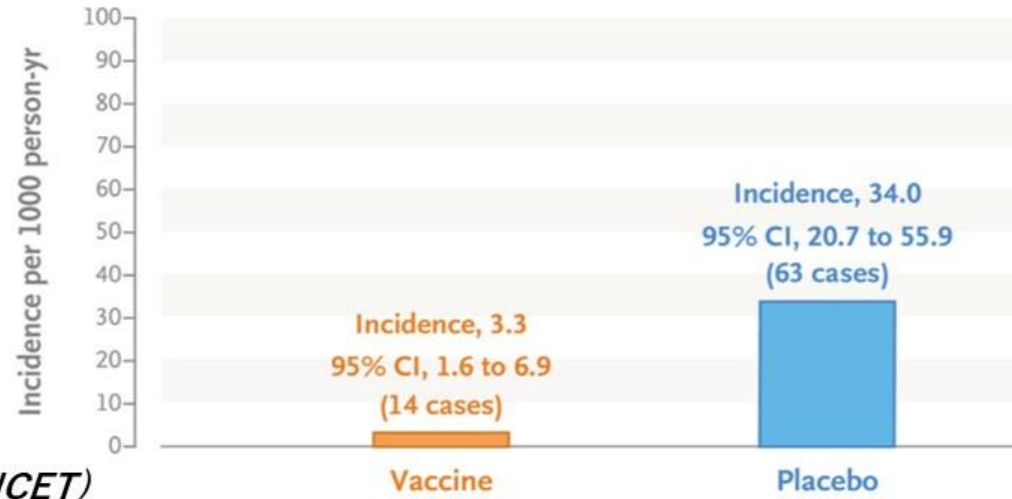 Incidence per 1000 person-yr
100
90
80
70
60
50
40
30
20
10
0
Incidence, 3.3
95% CI, 1.6 to 6.9
(14 cases)
Incidence, 34.0
95% CI, 20.7 to 55.9
(63 cases)
Vaccine
Placebo